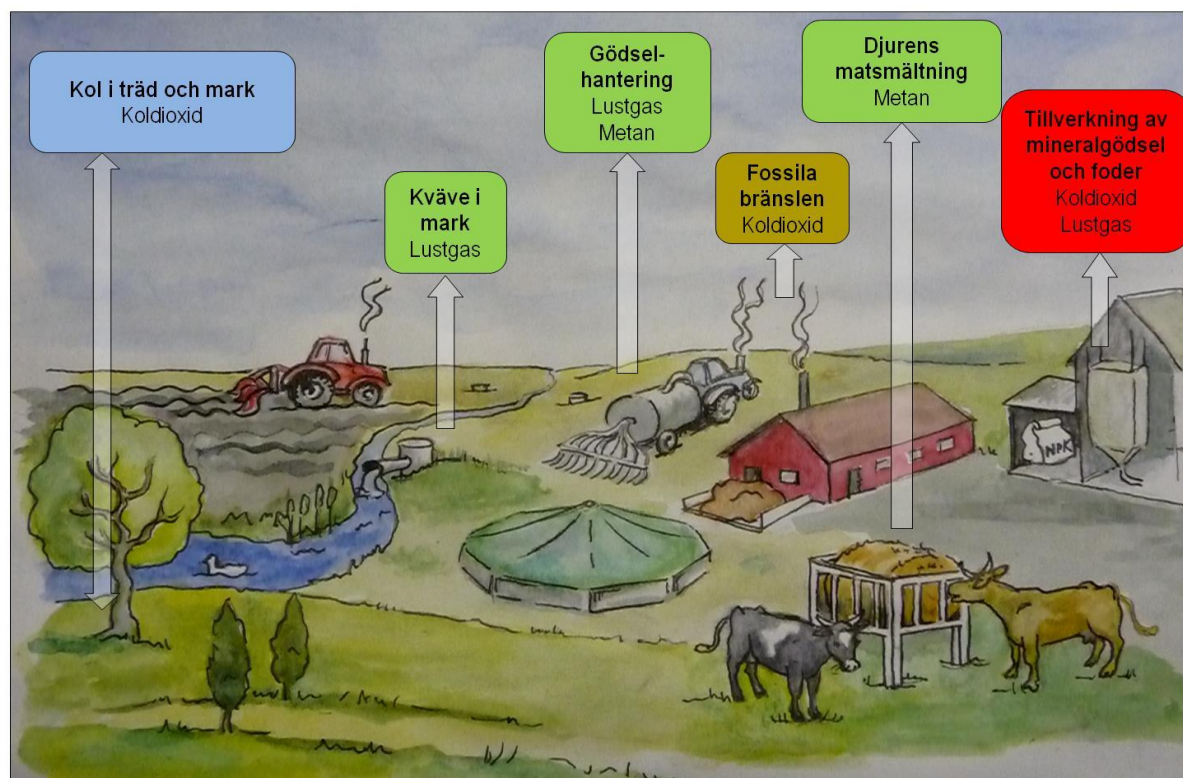 Kol i träd och mark
Koldioxid
Kväve i
mark
Lustgas
Gödsel-
hantering
Lustgas
Metan
Fossila
bränslen
Koldioxid
Djurens
matsmältning
Metan
Tillverkning av
mineralgödsel
och foder
Koldioxid
Lustgas
NPK